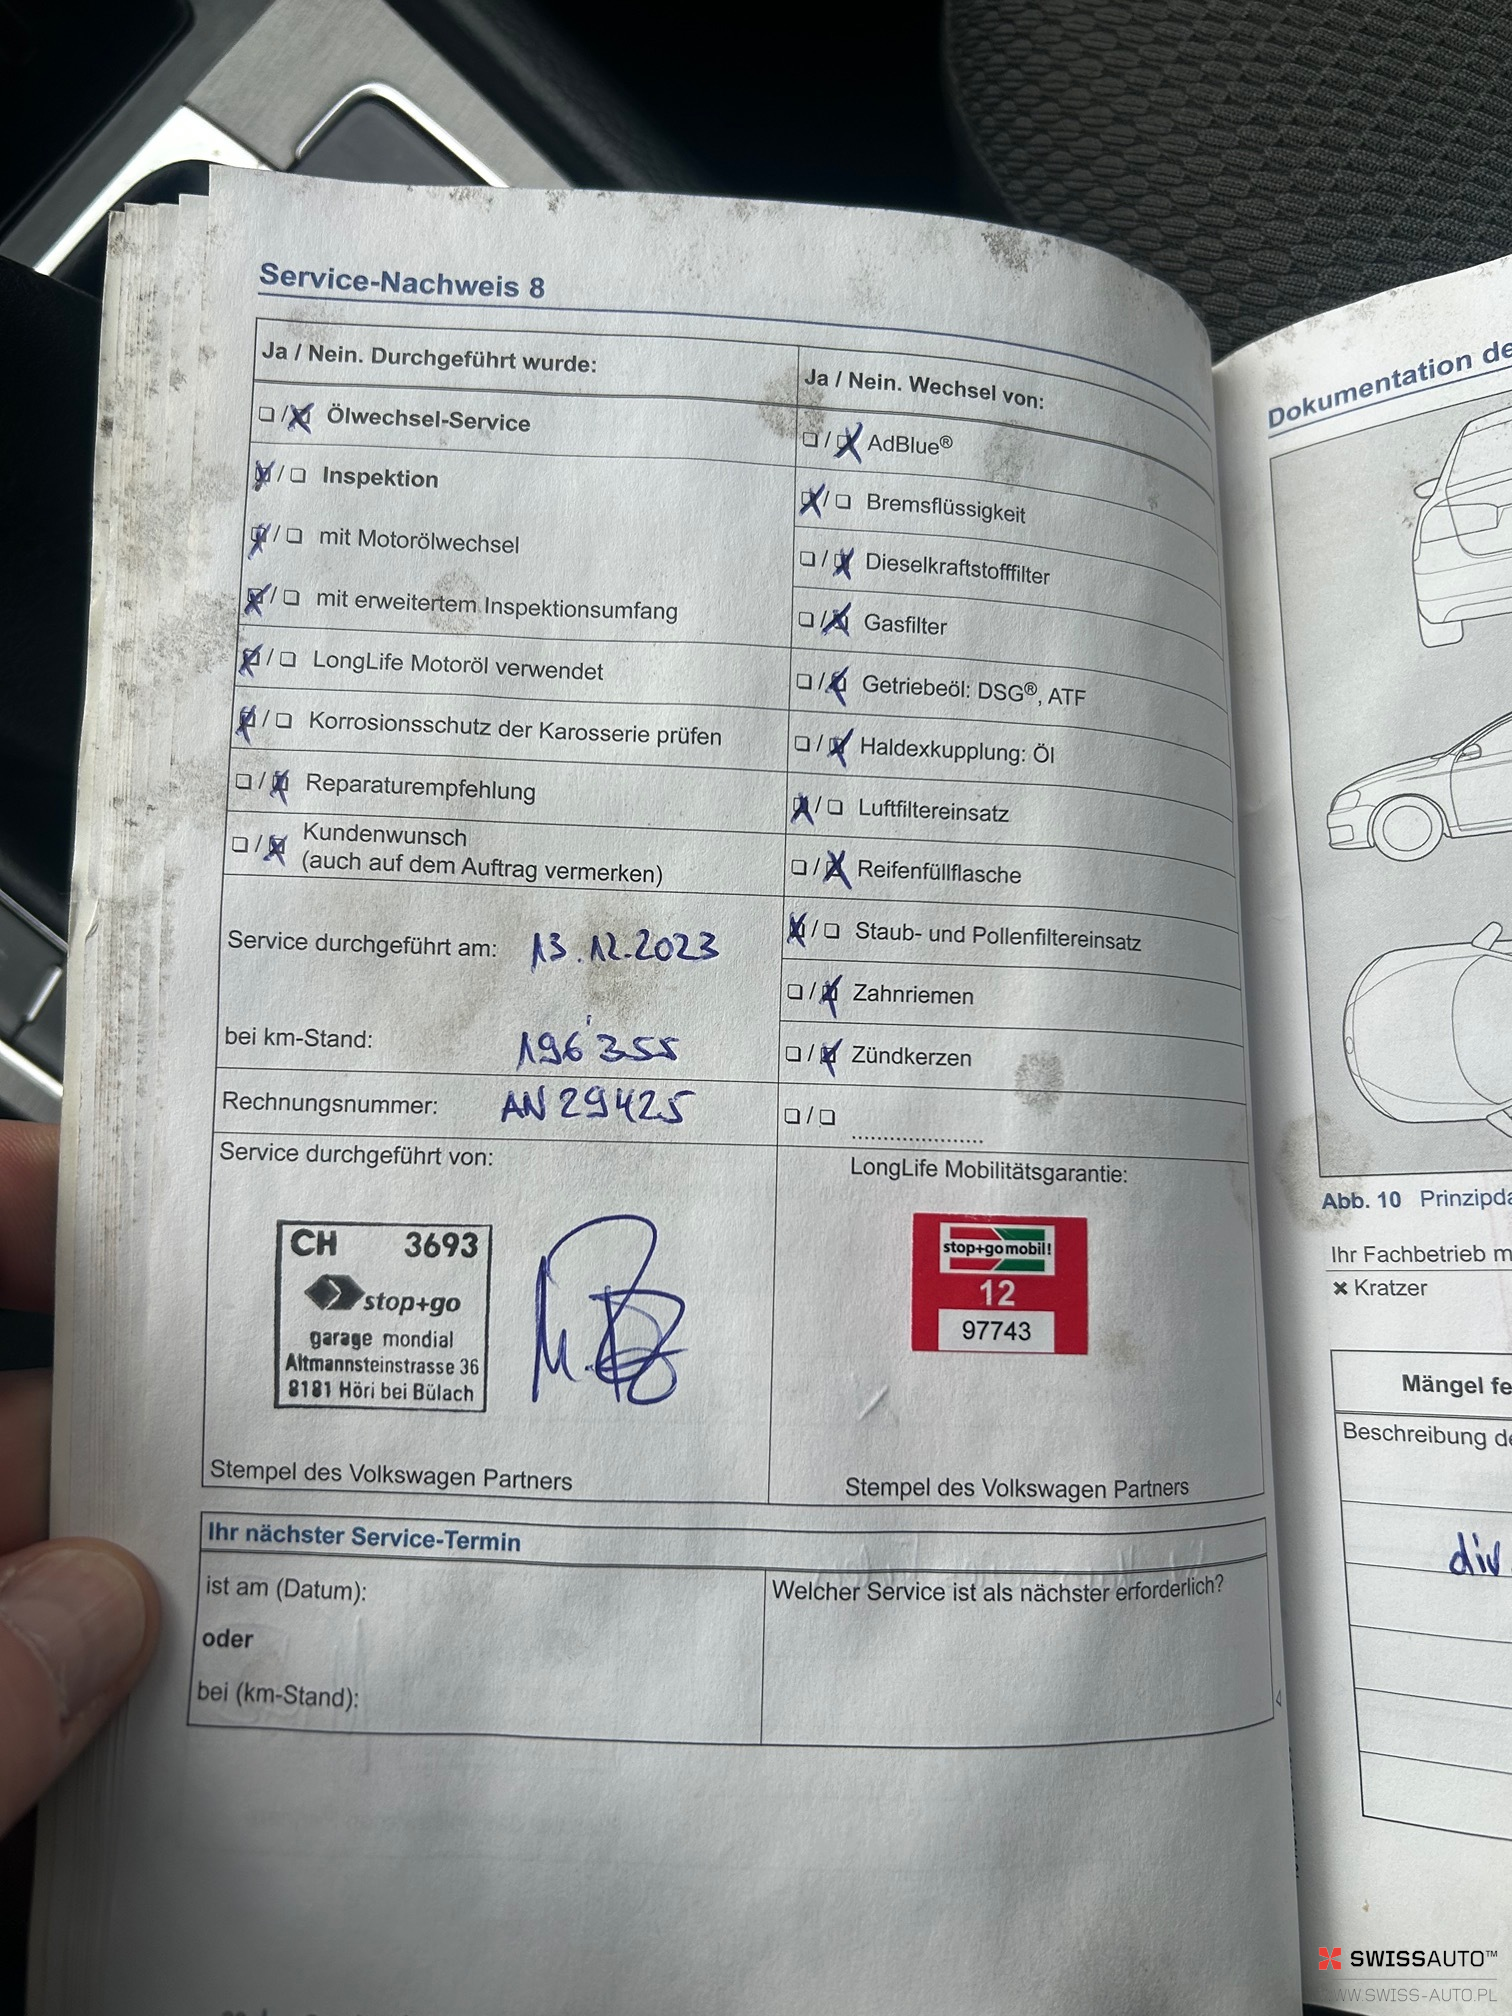 Service-Nachweis 8
Ja / Nein. Durchgeführt wurde:
❏ / ☒ Ölwechsel-Service
☒ / ❏ Inspektion
☒ / ❏ mit Motorölwechsel
☒ / ❏ mit erweitertem Inspektionsumfang
☒ / ❏ LongLife Motoröl verwendet
☒ / ❏ Korrosionsschutz der Karosserie prüfen
❏ / ☒ Reparaturempfehlung
❏ / ☒ Kundenwunsch
(auch auf dem Auftrag vermerken)
Service durchgeführt am: 13.12.2023
bei km-Stand: 196'355
Rechnungsnummer: AN 29425
Service durchgeführt von:
CH 3693
stop+go
garage mondial
Altmannsteinstrasse 36
8181 Höri bei Bülach
Stempel des Volkswagen Partners
Ja / Nein. Wechsel von:
❏ / ☒ AdBlue®
☒ / ❏ Bremsflüssigkeit
❏ / ☒ Dieselkraftstofffilter
❏ / ☒ Gasfilter
❏ / ☒ Getriebeöl: DSG®, ATF
❏ / ☒ Haldexkupplung: Öl
☒ / ❏ Luftfiltereinsatz
❏ / ☒ Reifenfüllflasche
☒ / ❏ Staub- und Pollenfiltereinsatz
❏ / ☒ Zahnriemen
❏ / ☒ Zündkerzen
❏ / ❏ ......................
LongLife Mobilitätsgarantie:
stop+go mobil!
12
97743
Stempel des Volkswagen Partners
Ihr nächster Service-Termin
ist am (Datum):
oder
bei (km-Stand):
Welcher Service ist als nächster erforderlich?
Dokumentation de
Abb. 10 Prinzipda
Ihr Fachbetrieb m
✖ Kratzer
Mängel fe
Beschreibung de
div
SWISSAUTO™
WWW.SWISS-AUTO.PL